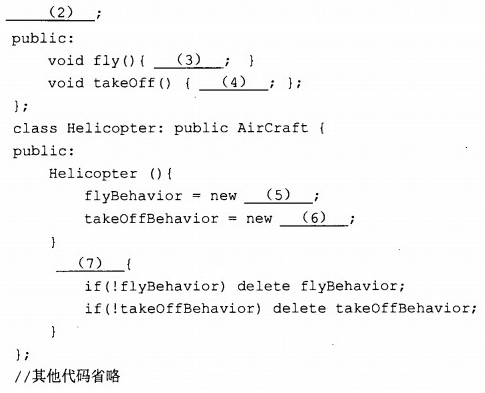 (2) ;
public:
void fly(){ (3) ; }
void takeOff() { (4) ; };
};
class Helicopter: public AirCraft {
public:
Helicopter (){
flyBehavior = new (5) ;
takeOffBehavior = new (6) ;
}
(7) {
if(!flyBehavior) delete flyBehavior;
if(!takeOffBehavior) delete takeOffBehavior;
}
};
//其他代码省略